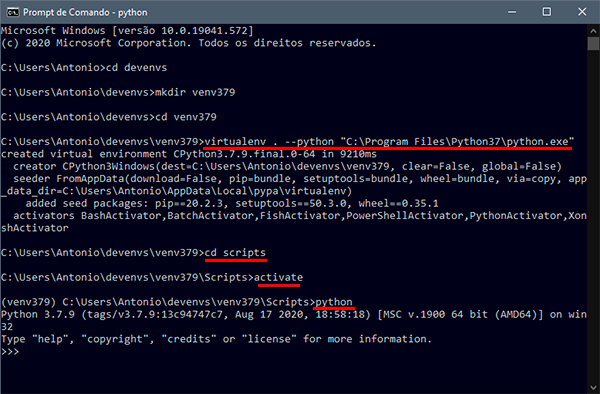 Prompt de Comando - python
Microsoft Windows [versão 10.0.19041.572]
(c) 2020 Microsoft Corporation. Todos os direitos reservados.
C:\Users\Antonio>cd devenvs
C:\Users\Antonio\devenvs>mkdir venv379
C:\Users\Antonio\devenvs>cd venv379
C:\Users\Antonio\devenvs\venv379>virtualenv . --python "C:\Program Files\Python37\python.exe"
created virtual environment CPython3.7.9.final.0-64 in 9210ms
  creator CPython3Windows(dest=C:\Users\Antonio\devenvs\venv379, clear=False, global=False)
  seeder FromAppData(download=False, pip=bundle, setuptools=bundle, wheel=bundle, via=copy, app
_data_dir=C:\Users\Antonio\AppData\Local\pypa\virtualenv)
    added seed packages: pip==20.2.3, setuptools==50.3.0, wheel==0.35.1
  activators BashActivator,BatchActivator,FishActivator,PowerShellActivator,PythonActivator,Xon
shActivator
C:\Users\Antonio\devenvs\venv379>cd scripts
C:\Users\Antonio\devenvs\venv379\Scripts>activate
(venv379) C:\Users\Antonio\devenvs\venv379\Scripts>python
Python 3.7.9 (tags/v3.7.9:13c94747c7, Aug 17 2020, 18:58:18) [MSC v.1900 64 bit (AMD64)] on win
32
Type "help", "copyright", "credits" or "license" for more information.
>>>